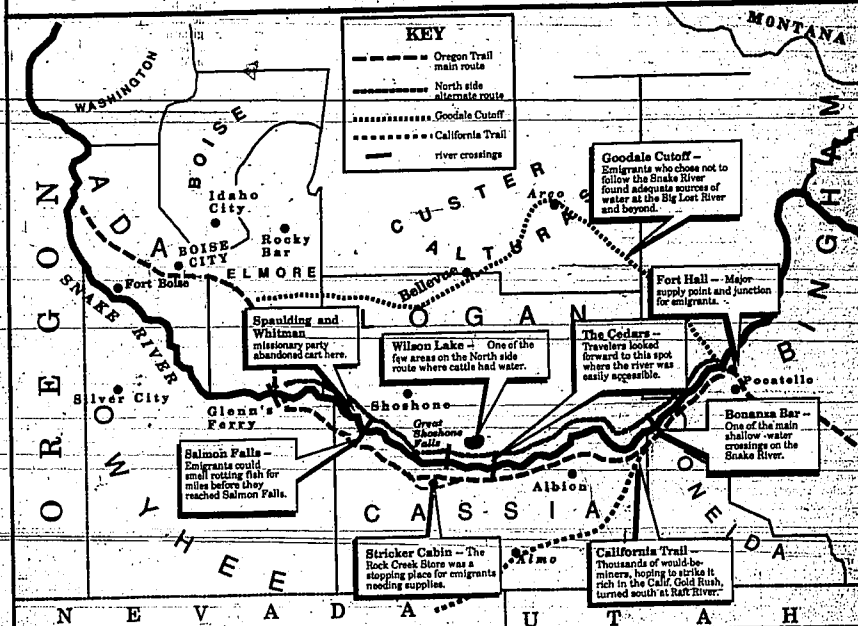 MONTANA
KEY
Oregon Trail
main route
North side
alternate route
Goodale Cutoff
California Trail
river crossings
WASHINGTON
OREGON
SNAKE RIVER
ADA
BOISE
Idaho
City
BOISE CITY
Rocky
Bar
Fort Boise
ELMORE
CUSTER
ALTURAS
Arco
Bellevue
LOGAN
BINGHAM
Goodale Cutoff –
Emigrants who chose not to
follow the Snake River
found adequate sources of
water at the Big Lost River
and beyond.
Fort Hall – Major
supply point and junction
for emigrants.
Spaulding and
Whitman
missionary party
abandoned cart here.
Wilson Lake – One of the
few areas on the North side
route where cattle had water.
The Cedars –
Travelers looked
forward to this spot
where the river was
easily accessible.
Pocatello
Silver City
Glenn's
Ferry
Shoshone
Great
Shoshone
Falls
Bonanza Bar –
One of the main
shallow-water
crossings on the
Snake River.
Salmon Falls –
Emigrants could
smell rotting fish for
miles before they
reached Salmon Falls.
Albion
OWYHEE
CASSIA
ONEIDA
Stricker Cabin – The
Rock Creek Store was a
stopping place for emigrants
needing supplies.
Almo
California Trail –
Thousands of would-be-
miners, hoping to strike it
rich in the Calif. Gold Rush,
turned south at Raft River.
NEVADA
UTAH